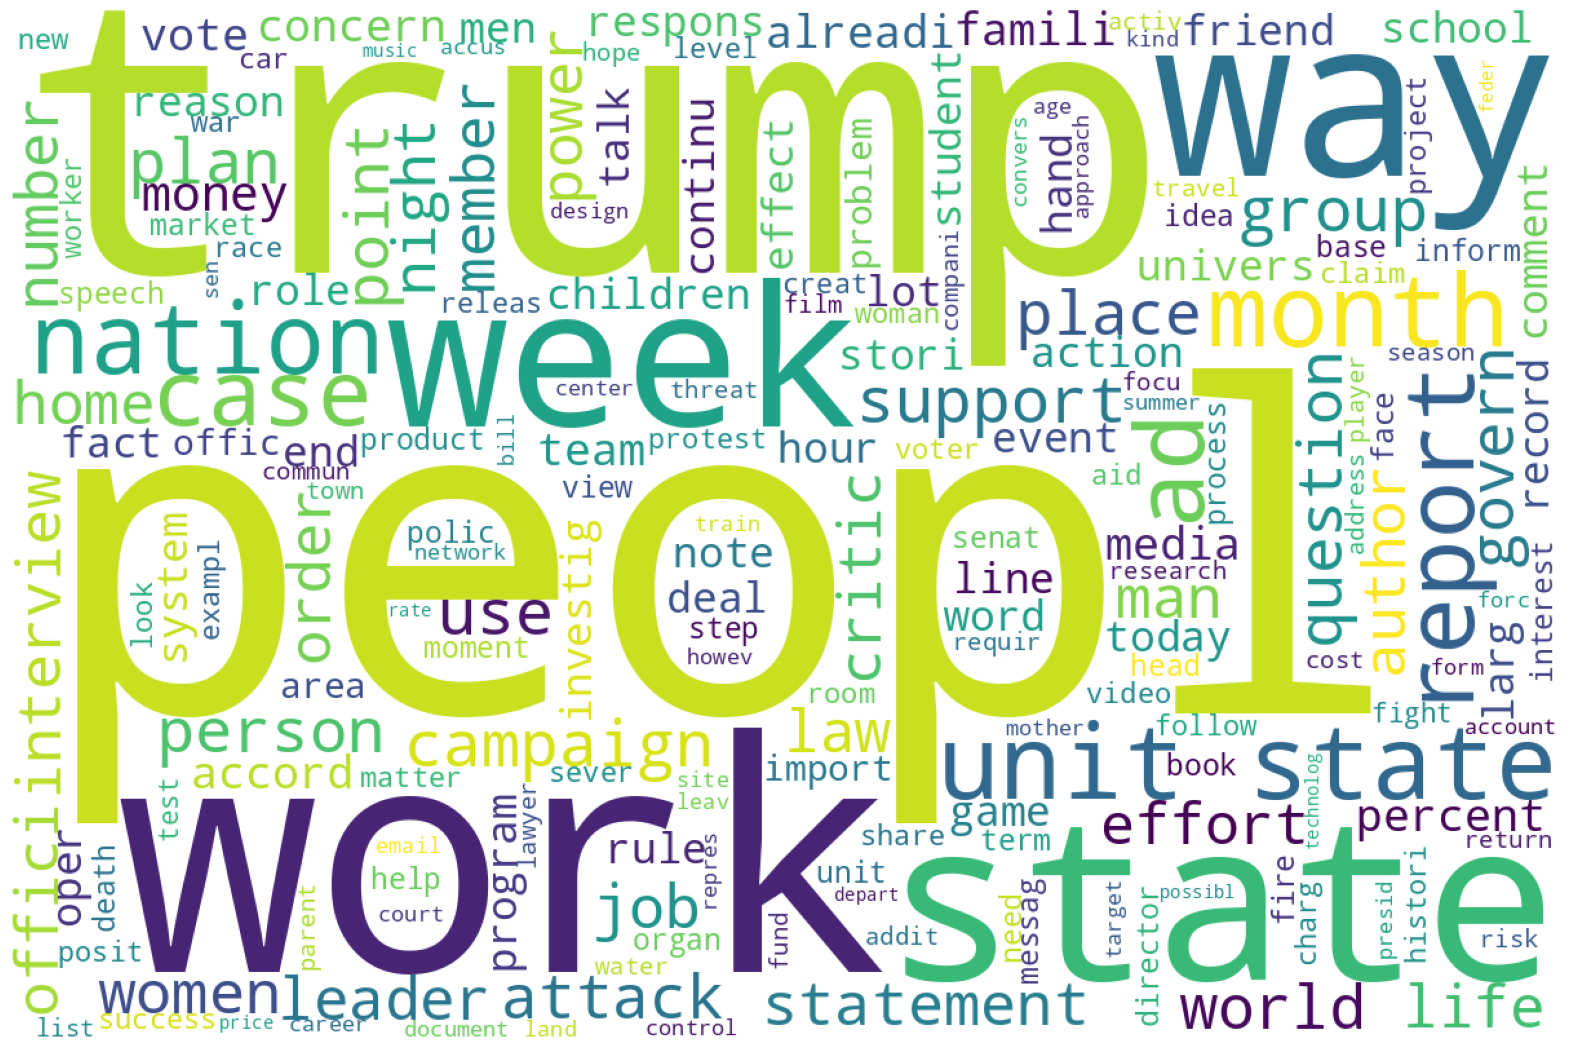 trump
way
peopl
work
state
week
nation
case
month
report
unit state
ad
support
group
place
plan
point
night
number
member
power
talk
continu
effect
problem
student
hand
vote
concern
men
respons
alreadi
famili
friend
school
new
car
music
accus
hope
level
activ
kind
reason
war
worker
money
market
race
speech
sen
role
design
age
approach
convers
travel
idea
project
feder
base
inform
univers
claim
comment
releas
children
creat
film
lot
woman
compani
stori
action
season
home
center
threat
focu
summer
fact
offic
end
product
bill
team
protest
hour
voter
event
view
commun
town
aid
process
question
address
player
face
author
govern
record
interview
offici
look
system
exampl
order
polic
network
rate
use
moment
investig
train
note
deal
step
howev
critic
senat
line
word
requir
media
research
man
today
head
video
cost
form
forc
larg
interest
area
person
campaign
law
room
mother
follow
fight
account
accord
matter
sever
site
leav
import
book
test
oper
death
email
help
court
program
lawyer
rule
job
repres
organ
water
fund
unit
depart
share
game
term
addit
effort
percent
technolog
return
need
messag
target
possibl
director
fire
charg
presid
histori
risk
posit
parent
women
leader
attack
statement
world
life
list
success
price
career
document
land
control